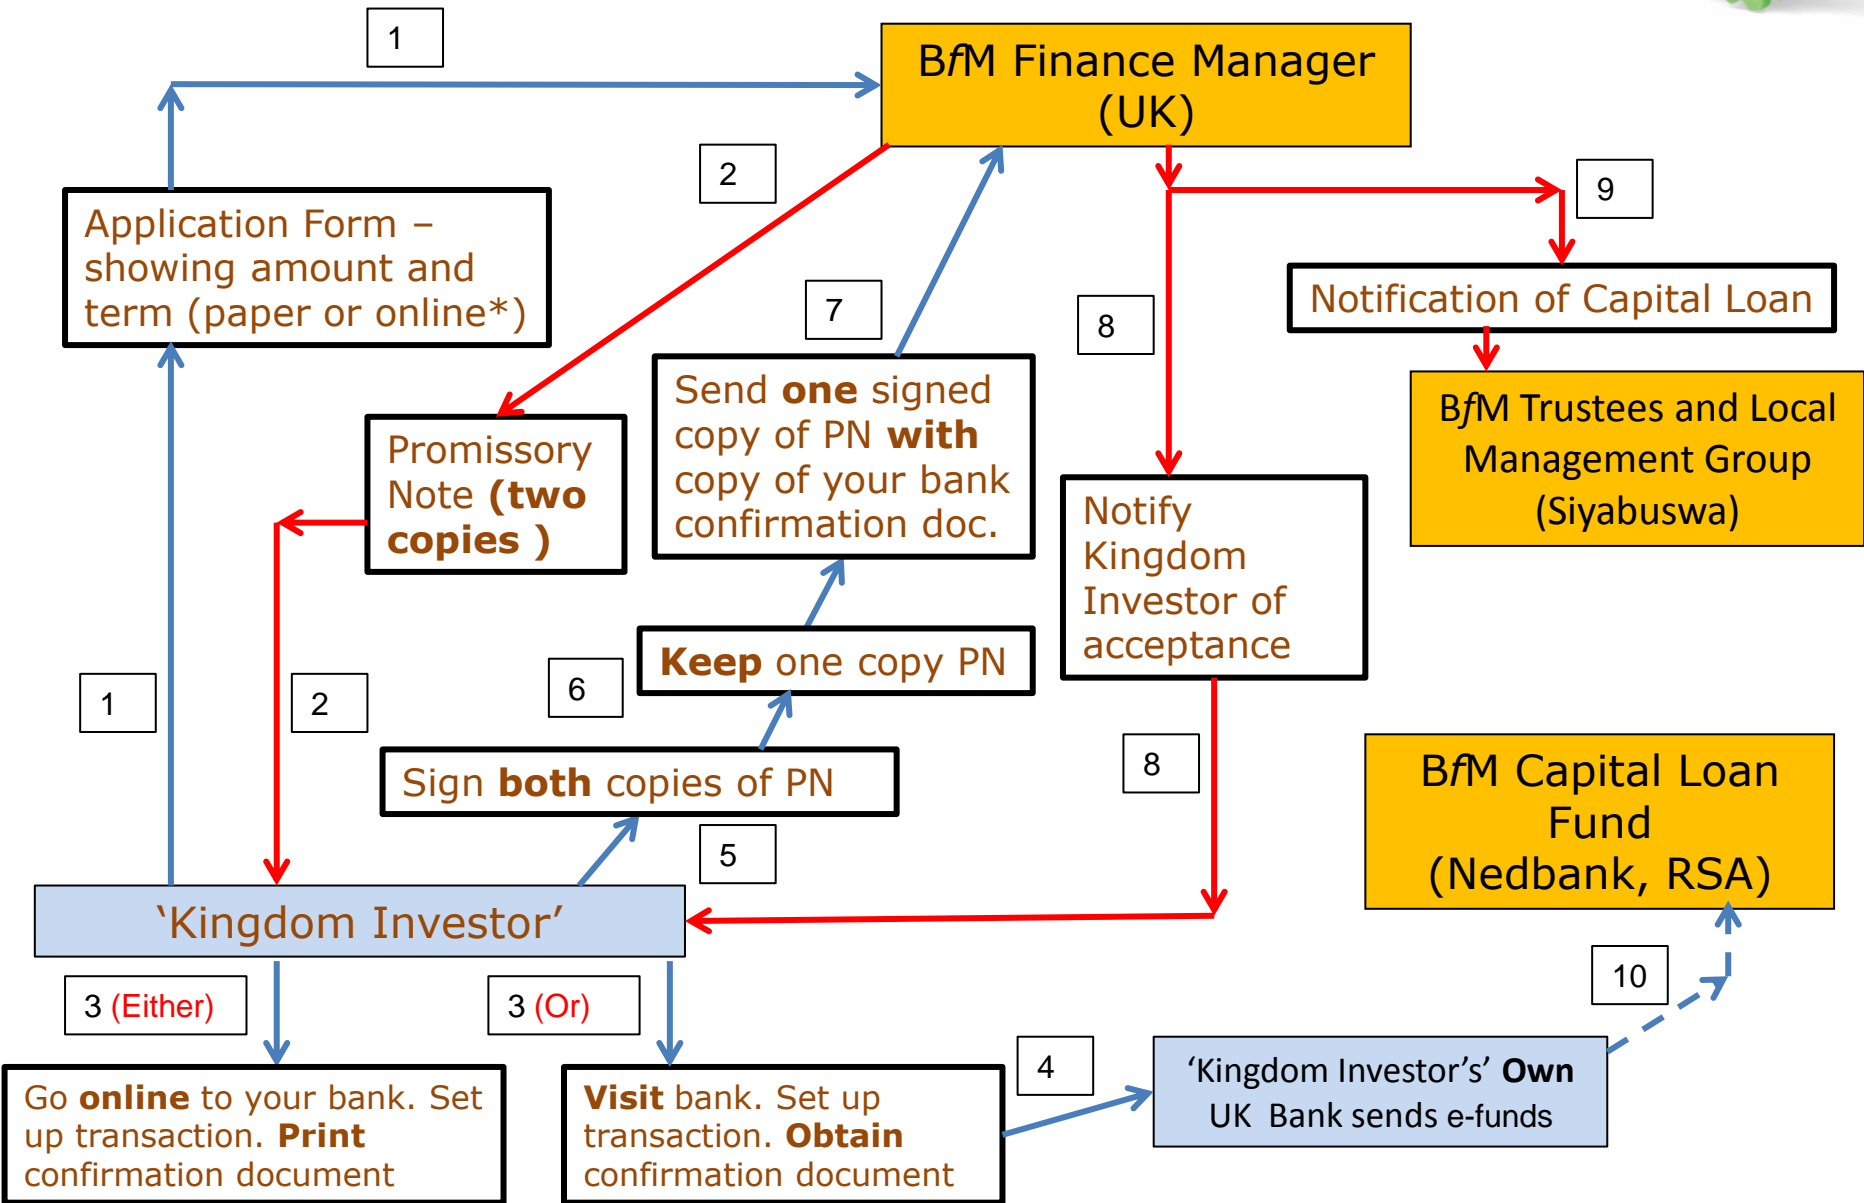 1
BfM Finance Manager
(UK)
2
9
Application Form –
showing amount and
term (paper or online*)
Notification of Capital Loan
7
8
Send one signed
copy of PN with
copy of your bank
confirmation doc.
BfM Trustees and Local
Management Group
(Siyabuswa)
Promissory
Note (two
copies )
Notify
Kingdom
Investor of
acceptance
Keep one copy PN
1
2
6
Sign both copies of PN
8
BfM Capital Loan
Fund
(Nedbank, RSA)
5
‘Kingdom Investor’
3 (Either)
3 (Or)
10
4
Go online to your bank. Set
up transaction. Print
confirmation document
Visit bank. Set up
transaction. Obtain
confirmation document
‘Kingdom Investor's’ Own
UK Bank sends e-funds